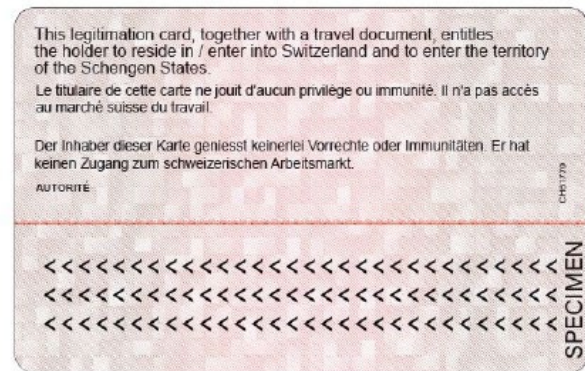 This legitimation card, together with a travel document, entitles
the holder to reside in / enter into Switzerland and to enter the territory
of the Schengen States.
Le titulaire de cette carte ne jouit d'aucun privilège ou immunité. Il n'a pas accès
au marché suisse du travail.
Der Inhaber dieser Karte geniesst keinerlei Vorrechte oder Immunitäten. Er hat
keinen Zugang zum schweizerischen Arbeitsmarkt.
AUTORITÉ
CH61779
<<<<<<<<<<<<<<<<<<<<<<<<<<<<<<
<<<<<<<<<<<<<<<<<<<<<<<<<<<<<<
<<<<<<<<<<<<<<<<<<<<<<<<<<<<<<
SPECIMEN